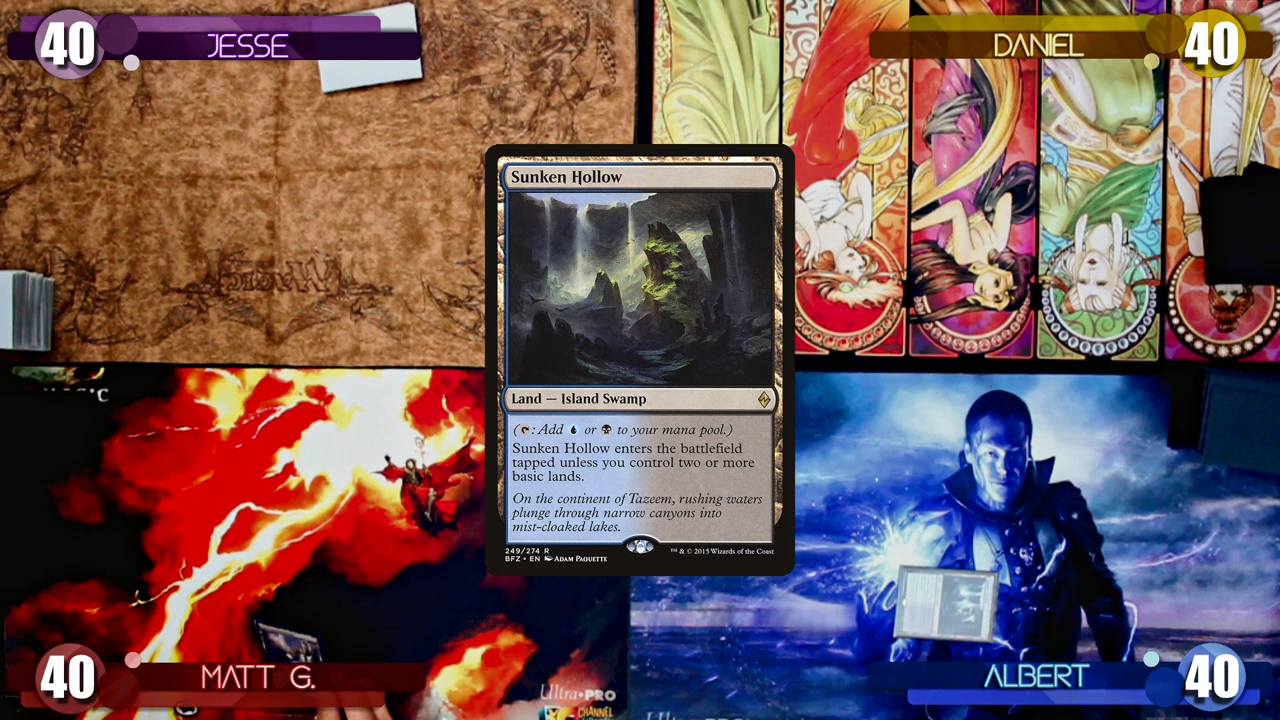 40
JESSE
DANIEL
40
Sunken Hollow
Land — Island Swamp
( : Add or to your mana pool.)
Sunken Hollow enters the battlefield
tapped unless you control two or more
basic lands.
On the continent of Tazeem, rushing waters
plunge through narrow canyons into
mist-cloaked lakes.
249/274 R
BFZ • EN ADAM PAQUETTE
™ & © 2015 Wizards of the Coast
40
MATT G.
Ultra•PRO
CHANNEL
ALBERT
40
Ultra•PRO